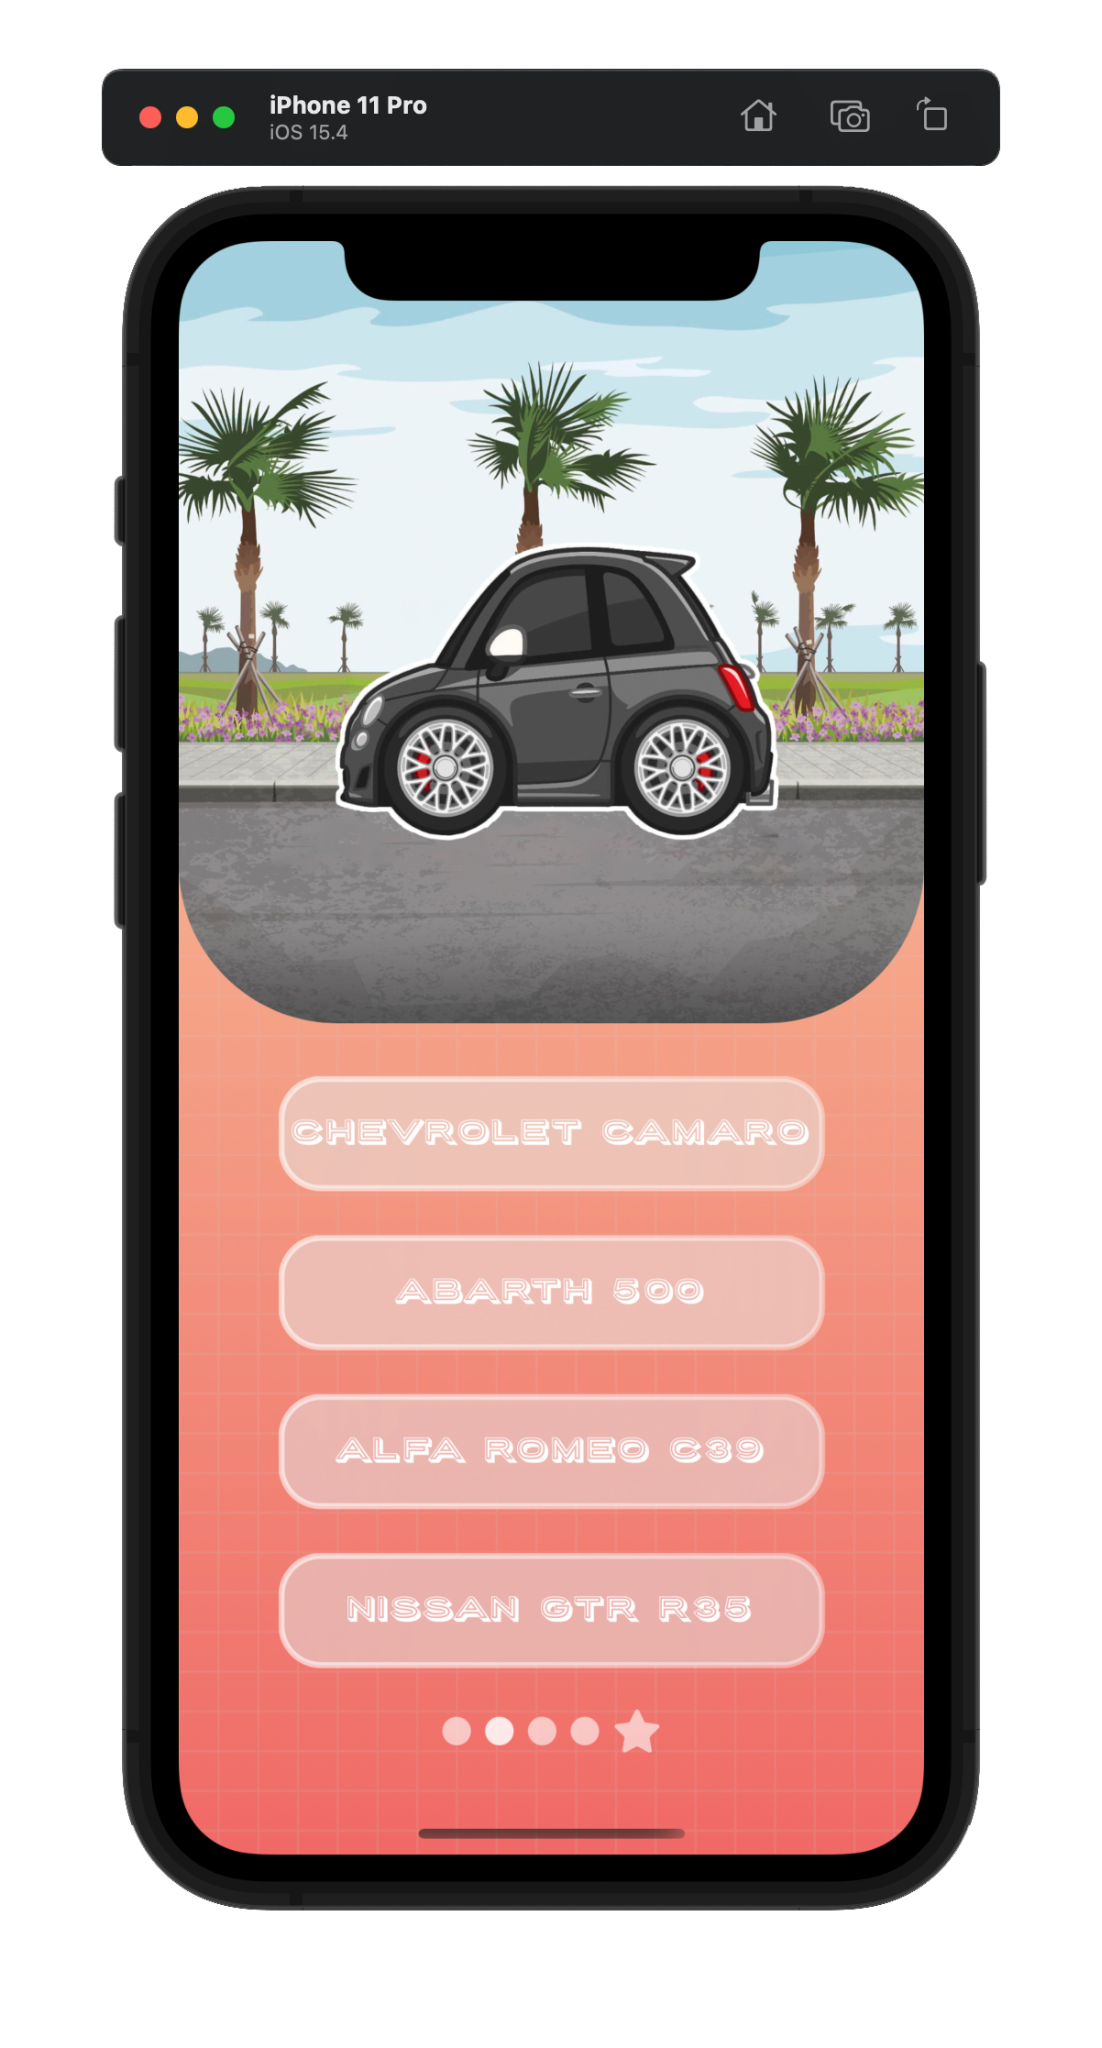 iPhone 11 Pro
iOS 15.4
CHEVROLET CAMARO
ABARTH 500
ALFA ROMEO C39
NISSAN GTR R35